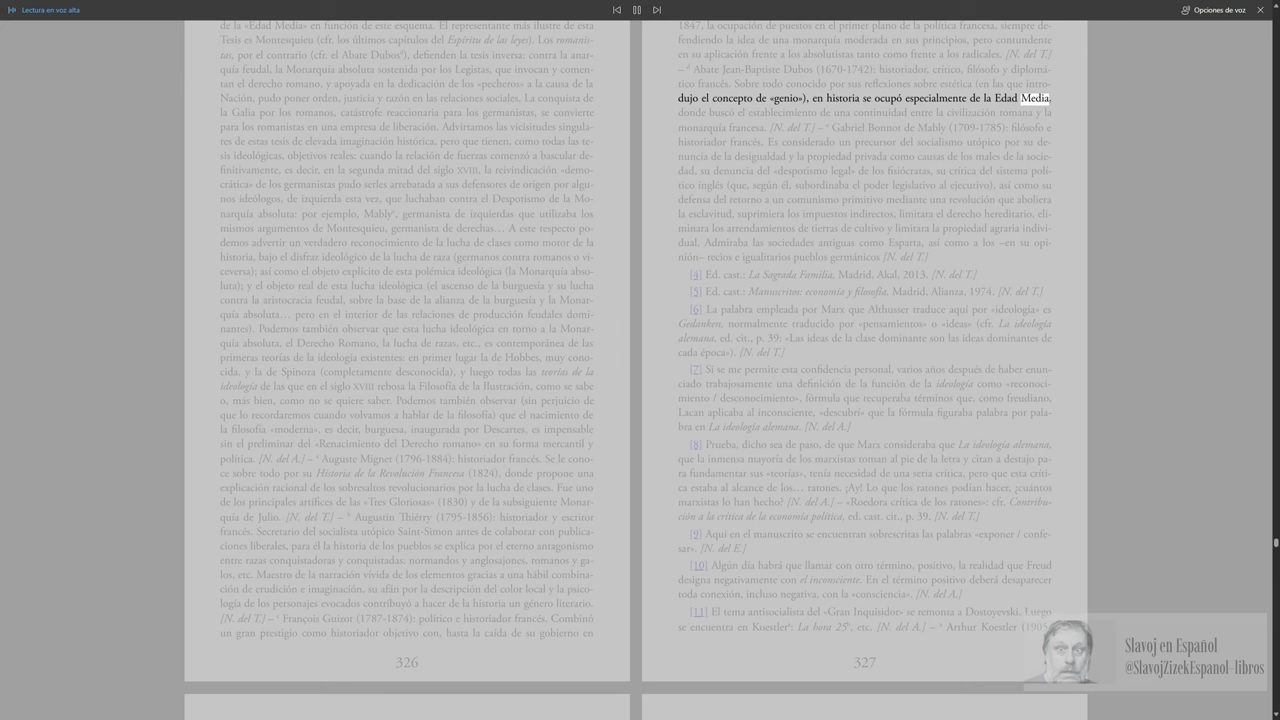 Lectura en voz alta
Opciones de voz
de la «Edad Media» en función de este esquema. El representante más ilustre de esta
Tesis es Montesquieu (cfr. los últimos capítulos del Espíritu de las leyes). Los romanis-
tas, por el contrario (cfr. el Abate Dubosᵈ), defienden la tesis inversa: contra la anar-
quía feudal, la Monarquía absoluta sostenida por los Legistas, que invocan y comen-
tan el derecho romano, y apoyada en la dedicación de los «pecheros» a la causa de la
Nación, pudo poner orden, justicia y razón en las relaciones sociales. La conquista de
la Galia por los romanos, catástrofe reaccionaria para los germanistas, se convierte
para los romanistas en una empresa de liberación. Advirtamos las vicisitudes singula-
res de estas tesis de elevada imaginación histórica, pero que tienen, como todas las te-
sis ideológicas, objetivos reales: cuando la relación de fuerzas comenzó a bascular de-
finitivamente, es decir, en la segunda mitad del siglo XVIII, la reivindicación «demo-
crática» de los germanistas pudo serles arrebatada a sus defensores de origen por algu-
nos ideólogos, de izquierda esta vez, que luchaban contra el Despotismo de la Mo-
narquía absoluta: por ejemplo, Mablyᵉ, germanista de izquierdas que utilizaba los
mismos argumentos de Montesquieu, germanista de derechas… A este respecto po-
demos advertir un verdadero reconocimiento de la lucha de clases como motor de la
historia, bajo el disfraz ideológico de la lucha de raza (germanos contra romanos o vi-
ceversa); así como el objeto explícito de esta polémica ideológica (la Monarquía abso-
luta); y el objeto real de esta lucha ideológica (el ascenso de la burguesía y su lucha
contra la aristocracia feudal, sobre la base de la alianza de la burguesía y la Monar-
quía absoluta… pero en el interior de las relaciones de producción feudales domi-
nantes). Podemos también observar que esta lucha ideológica en torno a la Monar-
quía absoluta, el Derecho Romano, la lucha de razas, etc., es contemporánea de las
primeras teorías de la ideología existentes: en primer lugar la de Hobbes, muy cono-
cida, y la de Spinoza (completamente desconocida), y luego todas las teorías de la
ideología de las que en el siglo XVIII rebosa la Filosofía de la Ilustración, como se sabe
o, más bien, como no se quiere saber. Podemos también observar (sin perjuicio de
que lo recordaremos cuando volvamos a hablar de la filosofía) que el nacimiento de
la filosofía «moderna», es decir, burguesa, inaugurada por Descartes, es impensable
sin el preliminar del «Renacimiento del Derecho romano» en su forma mercantil y
política. [N. del A.] – ᵃ Auguste Mignet (1796-1884): historiador francés. Se le cono-
ce sobre todo por su Historia de la Revolución Francesa (1824), donde propone una
explicación racional de los sobresaltos revolucionarios por la lucha de clases. Fue uno
de los principales artífices de las «Tres Gloriosas» (1830) y de la subsiguiente Monar-
quía de Julio. [N. del T.] – ᵇ Augustin Thiérry (1795-1856): historiador y escritor
francés. Secretario del socialista utópico Saint-Simon antes de colaborar con publica-
ciones liberales, para él la historia de los pueblos se explica por el eterno antagonismo
entre razas conquistadoras y conquistadas: normandos y anglosajones, romanos y ga-
los, etc. Maestro de la narración vívida de los elementos gracias a una hábil combina-
ción de erudición e imaginación, su afán por la descripción del color local y la psico-
logía de los personajes evocados contribuyó a hacer de la historia un género literario.
[N. del T.] – ᶜ François Guizot (1787-1874): político e historiador francés. Combinó
un gran prestigio como historiador objetivo con, hasta la caída de su gobierno en
326
1847, la ocupación de puestos en el primer plano de la política francesa, siempre de-
fendiendo la idea de una monarquía moderada en sus principios, pero contundente
en su aplicación frente a los absolutistas tanto como frente a los radicales. [N. del T.]
– ᵈ Abate Jean-Baptiste Dubos (1670-1742): historiador, crítico, filósofo y diplomá-
tico francés. Sobre todo conocido por sus reflexiones sobre estética (en las que intro-
dujo el concepto de «genio»), en historia se ocupó especialmente de la Edad Media,
donde buscó el establecimiento de una continuidad entre la civilización romana y la
monarquía francesa. [N. del T.] – ᵉ Gabriel Bonnot de Mably (1709-1785): filósofo e
historiador francés. Es considerado un precursor del socialismo utópico por su de-
nuncia de la desigualdad y la propiedad privada como causas de los males de la socie-
dad, su denuncia del «despotismo legal» de los fisiócratas, su crítica del sistema polí-
tico inglés (que, según él, subordinaba el poder legislativo al ejecutivo), así como su
defensa del retorno a un comunismo primitivo mediante una revolución que aboliera
la esclavitud, suprimiera los impuestos indirectos, limitara el derecho hereditario, eli-
minara los arrendamientos de tierras de cultivo y limitara la propiedad agraria indivi-
dual. Admiraba las sociedades antiguas como Esparta, así como a los –en su opi-
nión– recios e igualitarios pueblos germánicos [N. del T.]
[4] Ed. cast.: La Sagrada Familia, Madrid, Akal, 2013. [N. del T.]
[5] Ed. cast.: Manuscritos: economía y filosofía, Madrid, Alianza, 1974. [N. del T.]
[6] La palabra empleada por Marx que Althusser traduce aquí por «ideología» es
Gedanken, normalmente traducido por «pensamientos» o «ideas» (cfr. La ideología
alemana, ed. cit., p. 39: «Las ideas de la clase dominante son las ideas dominantes de
cada época»). [N. del T.]
[7] Si se me permite esta confidencia personal, varios años después de haber enun-
ciado trabajosamente una definición de la función de la ideología como «reconoci-
miento / desconocimiento», fórmula que recuperaba términos que, como freudiano,
Lacan aplicaba al inconsciente, «descubrí» que la fórmula figuraba palabra por pala-
bra en La ideología alemana. [N. del A.]
[8] Prueba, dicho sea de paso, de que Marx consideraba que La ideología alemana,
que la inmensa mayoría de los marxistas toman al pie de la letra y citan a destajo pa-
ra fundamentar sus «teorías», tenía necesidad de una seria crítica, pero que esta críti-
ca estaba al alcance de los… ratones. ¡Ay! Lo que los ratones podían hacer, ¿cuántos
marxistas lo han hecho? [N. del A.] – «Roedora crítica de los ratones»: cfr. Contribu-
ción a la crítica de la economía política, ed. cast. cit., p. 39. [N. del T.]
[9] Aquí en el manuscrito se encuentran sobrescritas las palabras «exponer / confe-
sar». [N. del E.]
[10] Algún día habrá que llamar con otro término, positivo, la realidad que Freud
designa negativamente con el inconsciente. En el término positivo deberá desaparecer
toda conexión, incluso negativa, con la «consciencia». [N. del A.]
[11] El tema antisocialista del «Gran Inquisidor» se remonta a Dostoyevski. Luego
se encuentra en Koestlerᵃ: La hora 25ᵇ, etc. [N. del A.] – ᵃ Arthur Koestler (1905-
327
Slavoj en Español
@SlavojZizekEspanol-libros